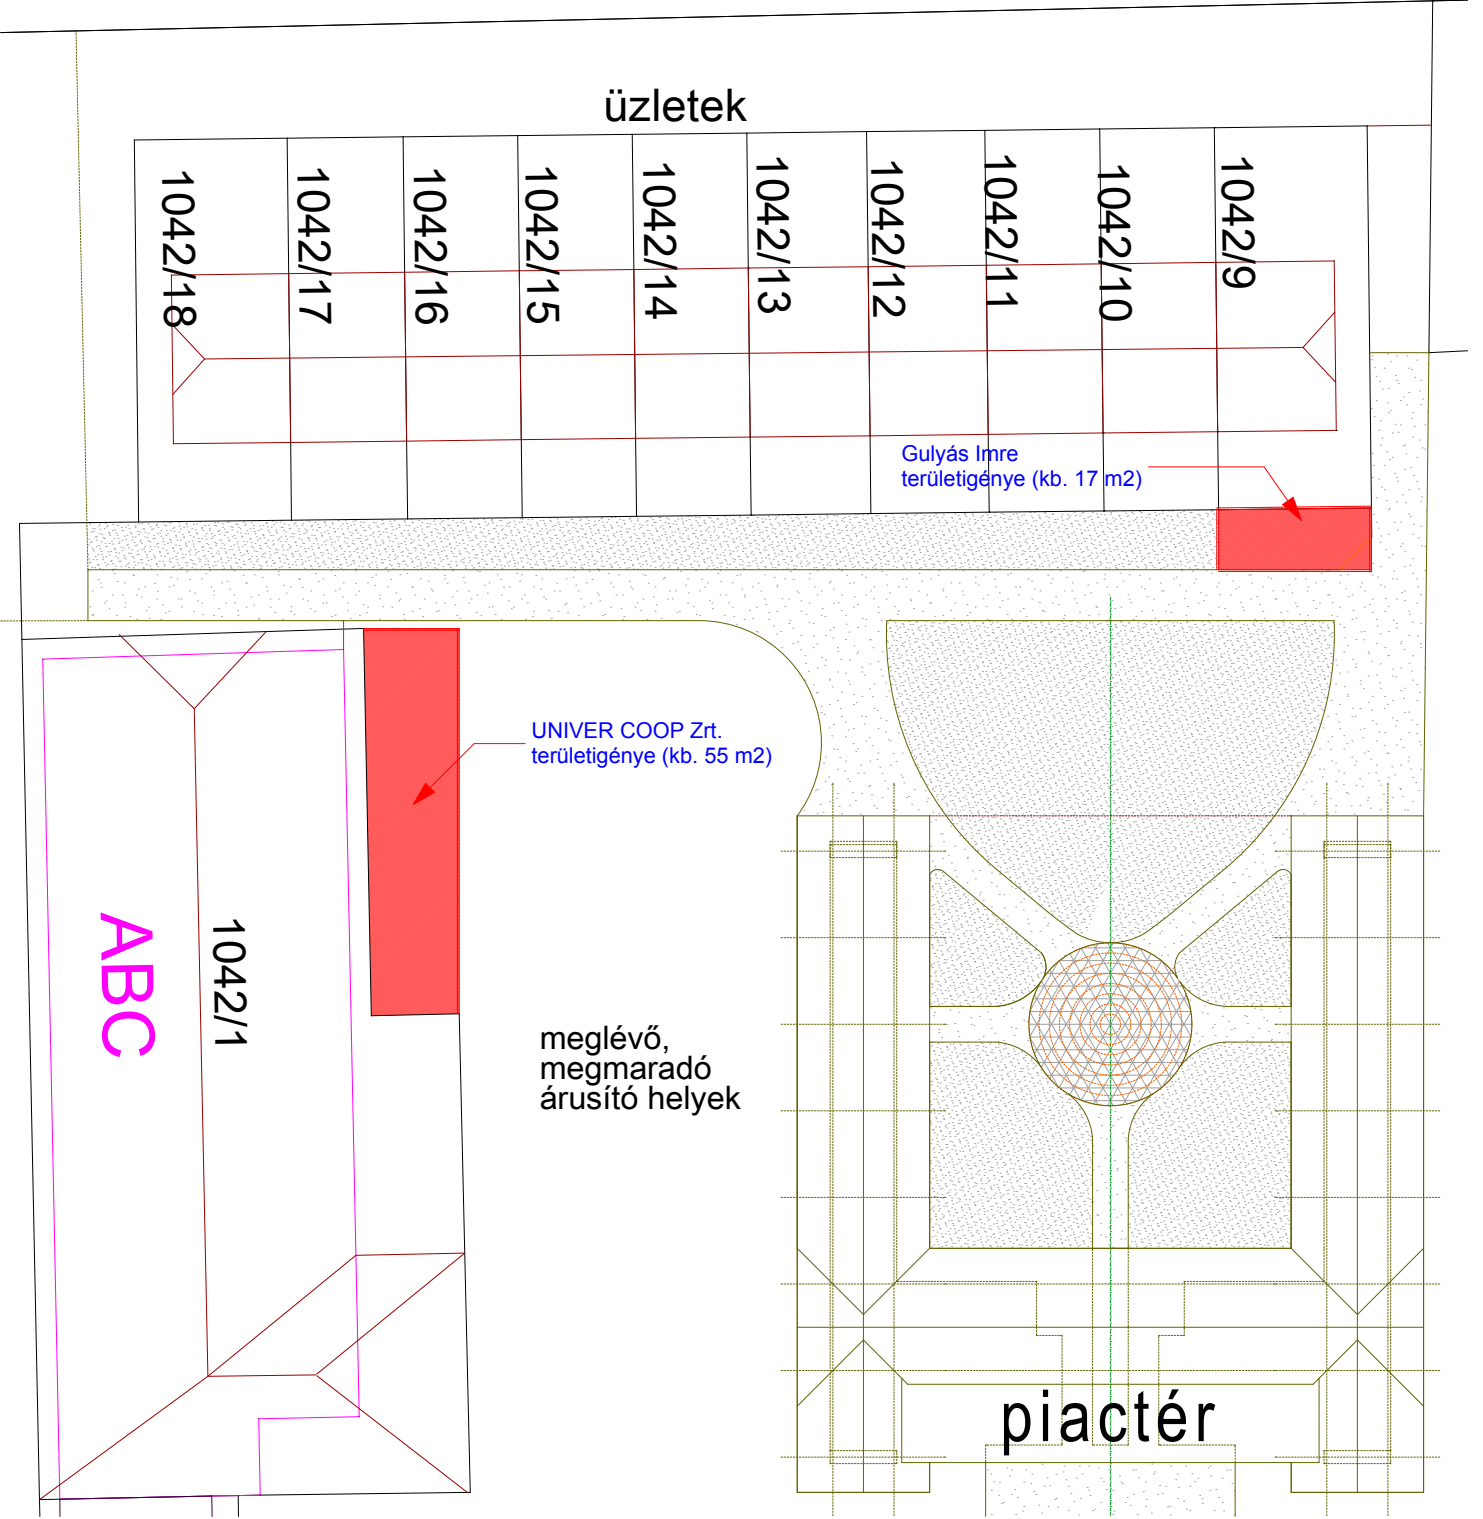 üzletek
1042/18
1042/17
1042/16
1042/15
1042/14
1042/13
1042/12
1042/11
1042/10
1042/9
Gulyás Imre
területigénye (kb. 17 m2)
UNIVER COOP Zrt.
területigénye (kb. 55 m2)
ABC
1042/1
meglévő,
megmaradó
árusító helyek
piactér